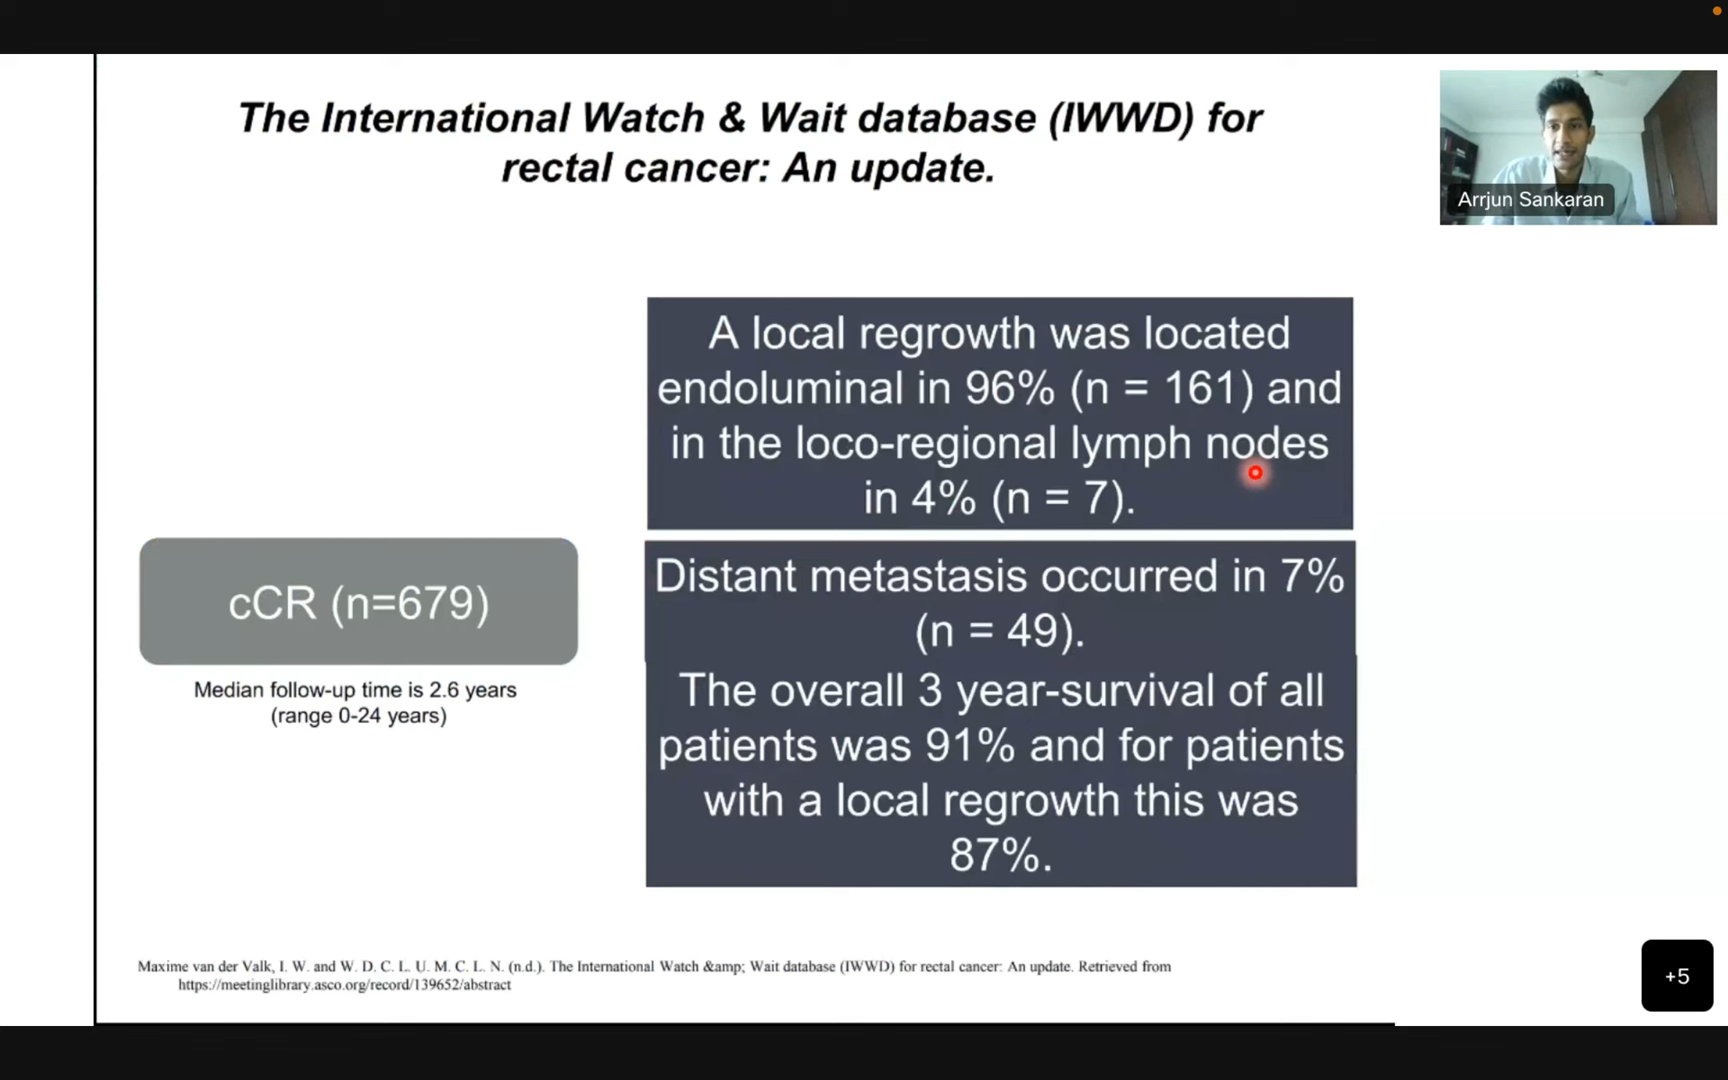 The International Watch & Wait database (IWWD) for
rectal cancer: An update.
Arrjun Sankaran
A local regrowth was located
endoluminal in 96% (n = 161) and
in the loco-regional lymph nodes
in 4% (n = 7).
cCR (n=679)
Median follow-up time is 2.6 years
(range 0-24 years)
Distant metastasis occurred in 7%
(n = 49).
The overall 3 year-survival of all
patients was 91% and for patients
with a local regrowth this was
87%.
Maxime van der Valk, I. W. and W. D. C. L. U. M. C. L. N. (n.d.). The International Watch &amp; Wait database (IWWD) for rectal cancer: An update. Retrieved from
https://meetinglibrary.asco.org/record/139652/abstract
+5